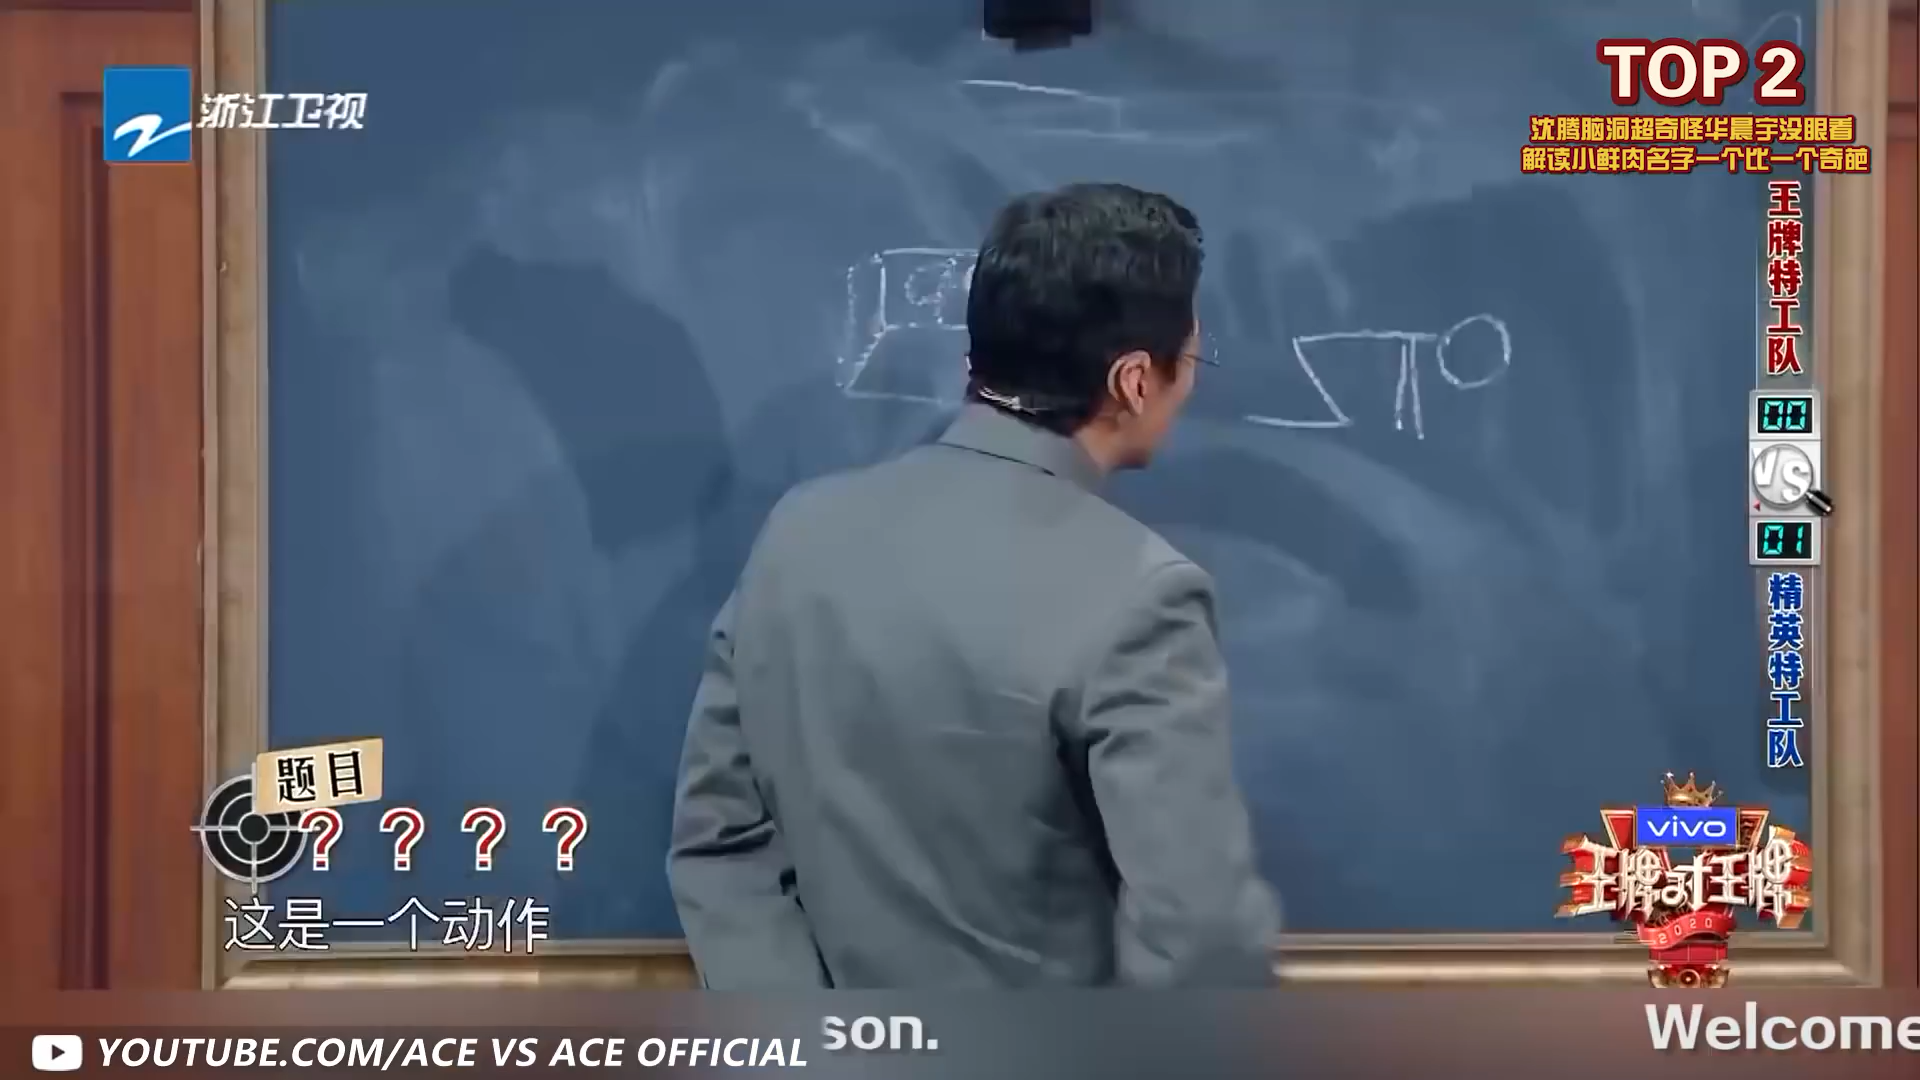 浙江卫视
TOP 2
沈腾脑洞超奇怪华晨宇没眼看
解读小鲜肉名字一个比一个奇葩
王牌特工队
00
VS
01
精英特工队
题目
????
这是一个动作
vivo
王牌对王牌
2020
YOUTUBE.COM/ACE VS ACE OFFICIAL
son.
Welcome